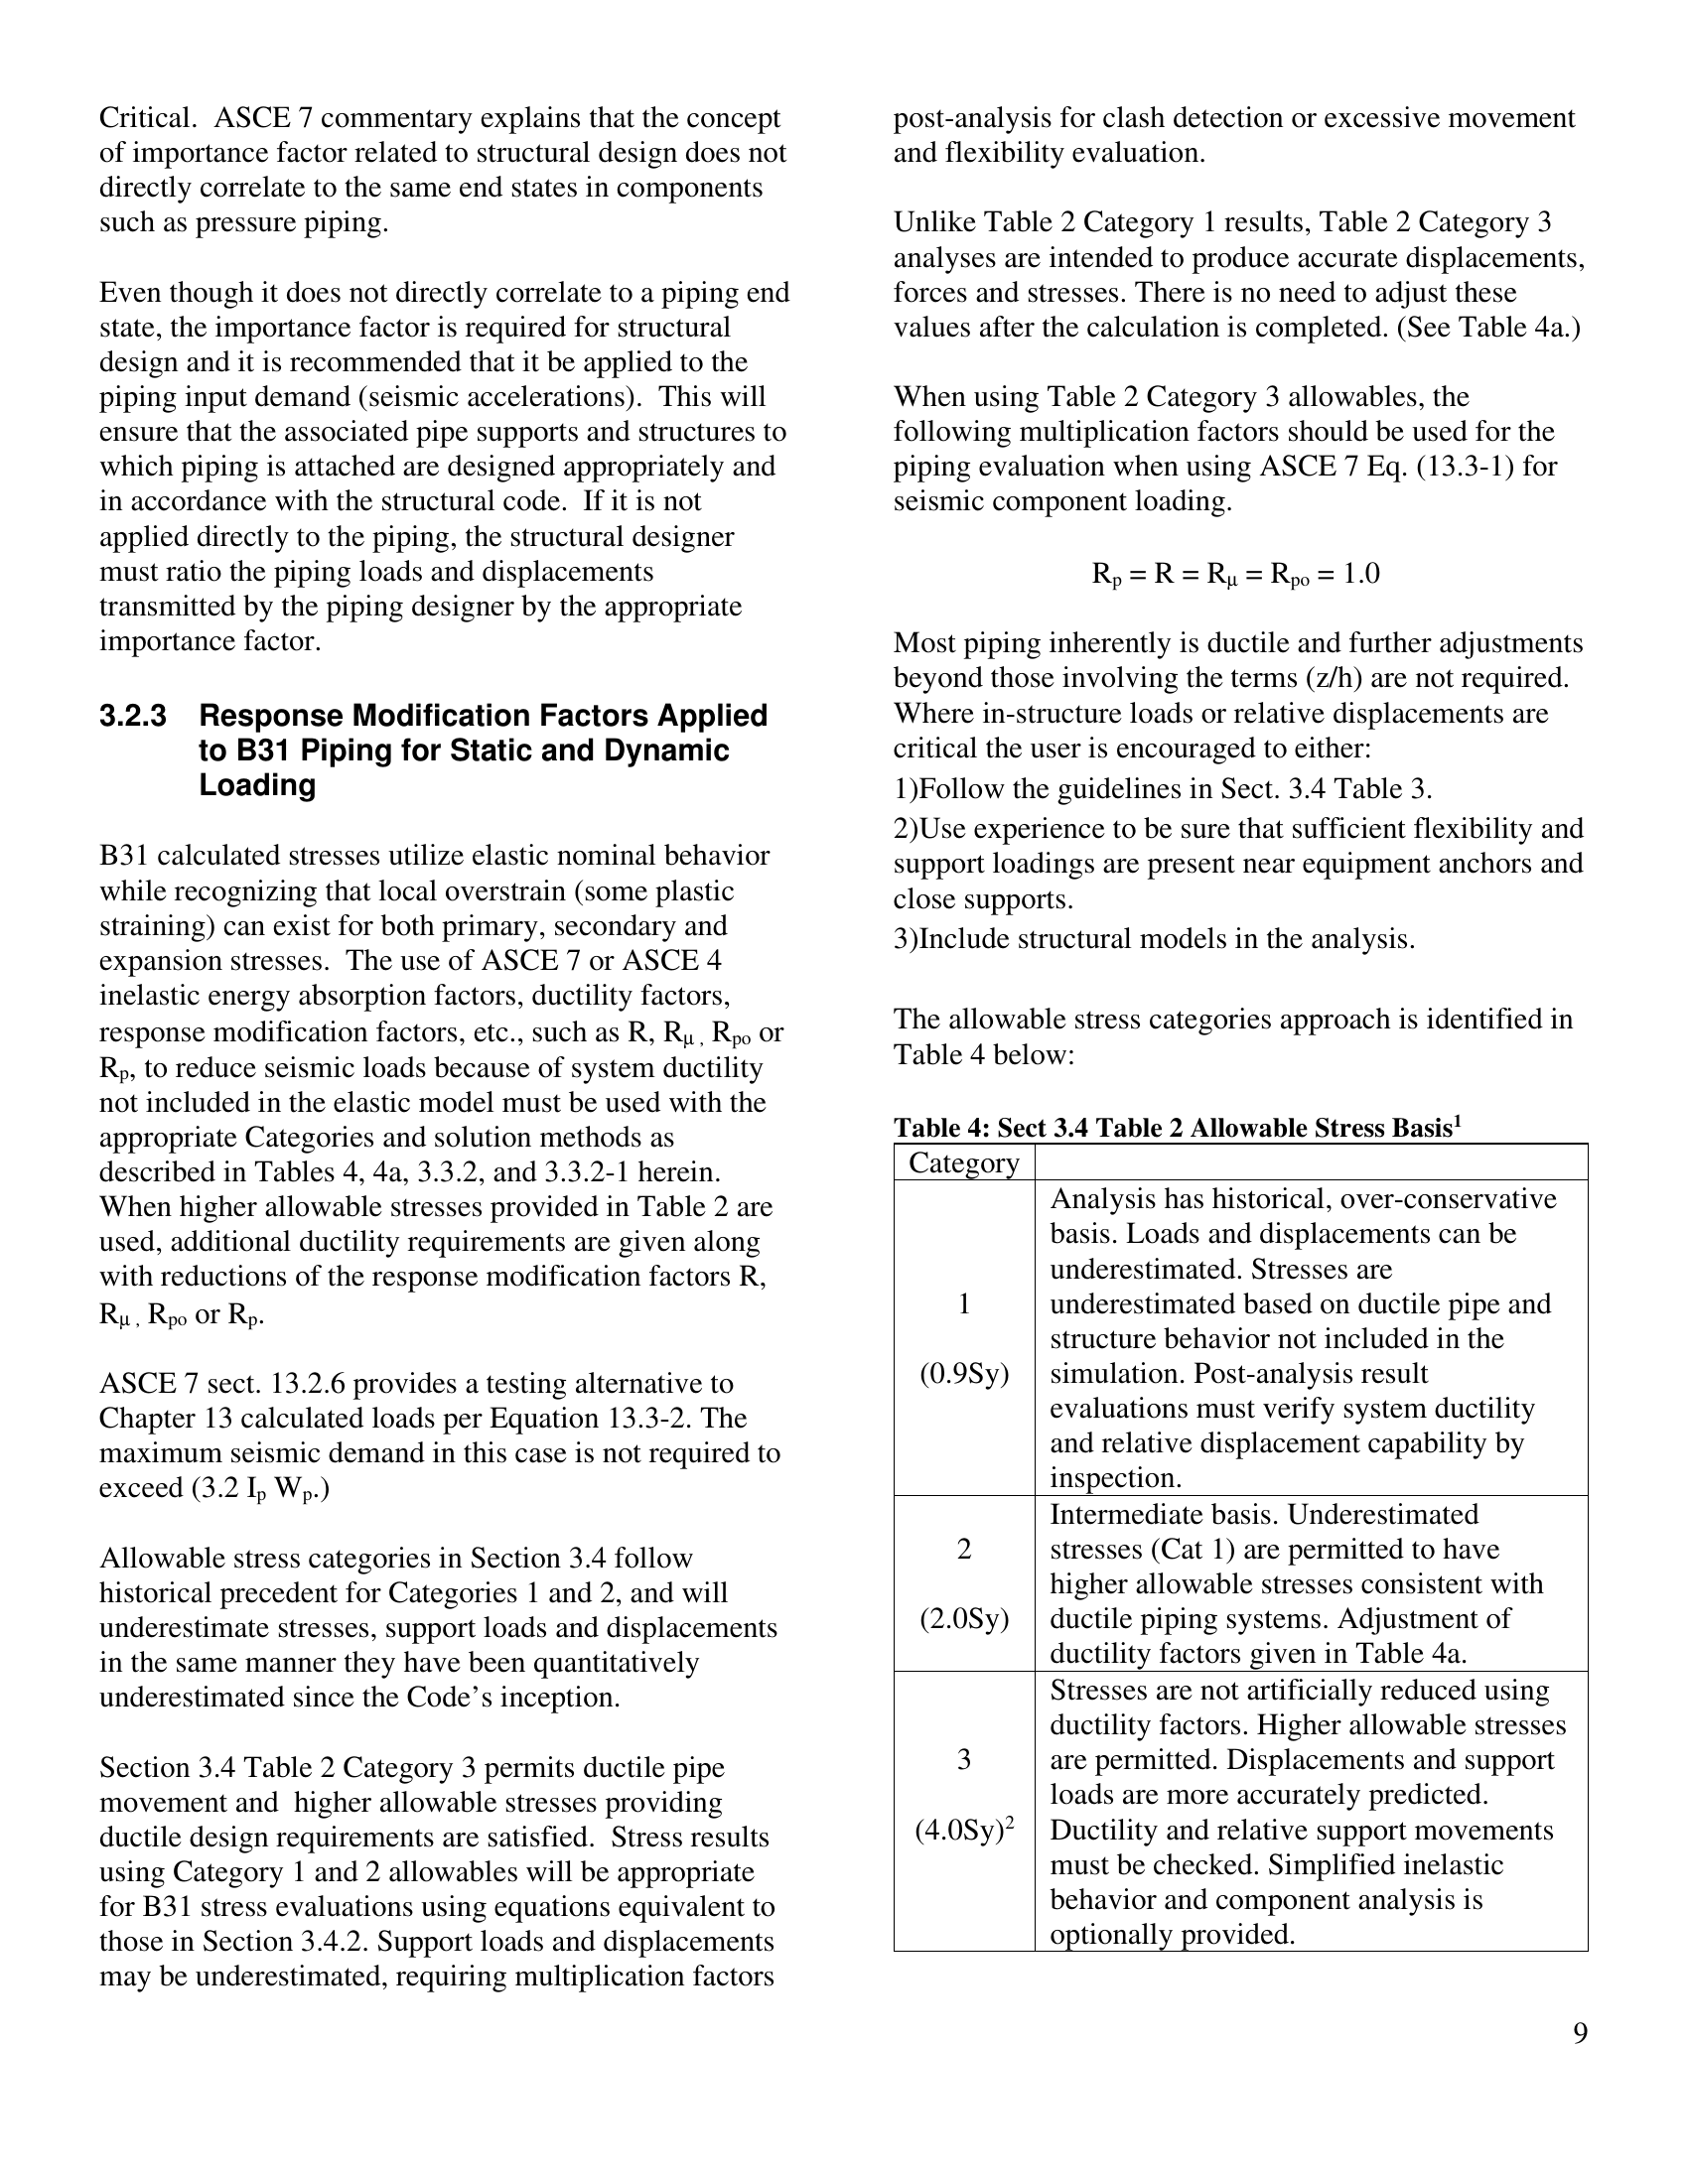 Critical.  ASCE 7 commentary explains that the concept
of importance factor related to structural design does not
directly correlate to the same end states in components
such as pressure piping.
Even though it does not directly correlate to a piping end
state, the importance factor is required for structural
design and it is recommended that it be applied to the
piping input demand (seismic accelerations).  This will
ensure that the associated pipe supports and structures to
which piping is attached are designed appropriately and
in accordance with the structural code.  If it is not
applied directly to the piping, the structural designer
must ratio the piping loads and displacements
transmitted by the piping designer by the appropriate
importance factor.
3.2.3 Response Modification Factors Applied
to B31 Piping for Static and Dynamic
Loading
B31 calculated stresses utilize elastic nominal behavior
while recognizing that local overstrain (some plastic
straining) can exist for both primary, secondary and
expansion stresses.  The use of ASCE 7 or ASCE 4
inelastic energy absorption factors, ductility factors,
response modification factors, etc., such as R, Rμ , Rpo or
Rp, to reduce seismic loads because of system ductility
not included in the elastic model must be used with the
appropriate Categories and solution methods as
described in Tables 4, 4a, 3.3.2, and 3.3.2-1 herein.
When higher allowable stresses provided in Table 2 are
used, additional ductility requirements are given along
with reductions of the response modification factors R,
Rμ , Rpo or Rp.
ASCE 7 sect. 13.2.6 provides a testing alternative to
Chapter 13 calculated loads per Equation 13.3-2. The
maximum seismic demand in this case is not required to
exceed (3.2 Ip Wp.)
Allowable stress categories in Section 3.4 follow
historical precedent for Categories 1 and 2, and will
underestimate stresses, support loads and displacements
in the same manner they have been quantitatively
underestimated since the Code's inception.
Section 3.4 Table 2 Category 3 permits ductile pipe
movement and  higher allowable stresses providing
ductile design requirements are satisfied.  Stress results
using Category 1 and 2 allowables will be appropriate
for B31 stress evaluations using equations equivalent to
those in Section 3.4.2. Support loads and displacements
may be underestimated, requiring multiplication factors
post-analysis for clash detection or excessive movement
and flexibility evaluation.
Unlike Table 2 Category 1 results, Table 2 Category 3
analyses are intended to produce accurate displacements,
forces and stresses. There is no need to adjust these
values after the calculation is completed. (See Table 4a.)
When using Table 2 Category 3 allowables, the
following multiplication factors should be used for the
piping evaluation when using ASCE 7 Eq. (13.3-1) for
seismic component loading.
Rp = R = Rμ = Rpo = 1.0
Most piping inherently is ductile and further adjustments
beyond those involving the terms (z/h) are not required.
Where in-structure loads or relative displacements are
critical the user is encouraged to either:
1)Follow the guidelines in Sect. 3.4 Table 3.
2)Use experience to be sure that sufficient flexibility and
support loadings are present near equipment anchors and
close supports.
3)Include structural models in the analysis.
The allowable stress categories approach is identified in
Table 4 below:
Table 4: Sect 3.4 Table 2 Allowable Stress Basis¹
Category
1
(0.9Sy)
Analysis has historical, over-conservative
basis. Loads and displacements can be
underestimated. Stresses are
underestimated based on ductile pipe and
structure behavior not included in the
simulation. Post-analysis result
evaluations must verify system ductility
and relative displacement capability by
inspection.
2
(2.0Sy)
Intermediate basis. Underestimated
stresses (Cat 1) are permitted to have
higher allowable stresses consistent with
ductile piping systems. Adjustment of
ductility factors given in Table 4a.
3
(4.0Sy)²
Stresses are not artificially reduced using
ductility factors. Higher allowable stresses
are permitted. Displacements and support
loads are more accurately predicted.
Ductility and relative support movements
must be checked. Simplified inelastic
behavior and component analysis is
optionally provided.
9